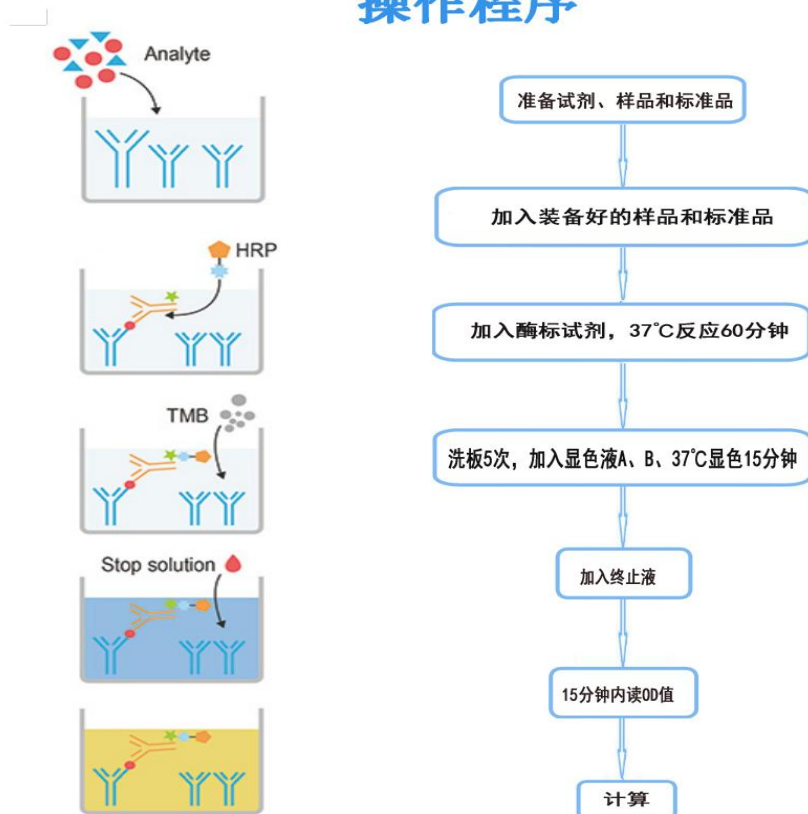 操作程序
Analyte
HRP
TMB
Stop solution
准备试剂、样品和标准品
加入装备好的样品和标准品
加入酶标试剂，37℃反应60分钟
洗板5次，加入显色液A、B、37℃显色15分钟
加入终止液
15分钟内读OD值
计算